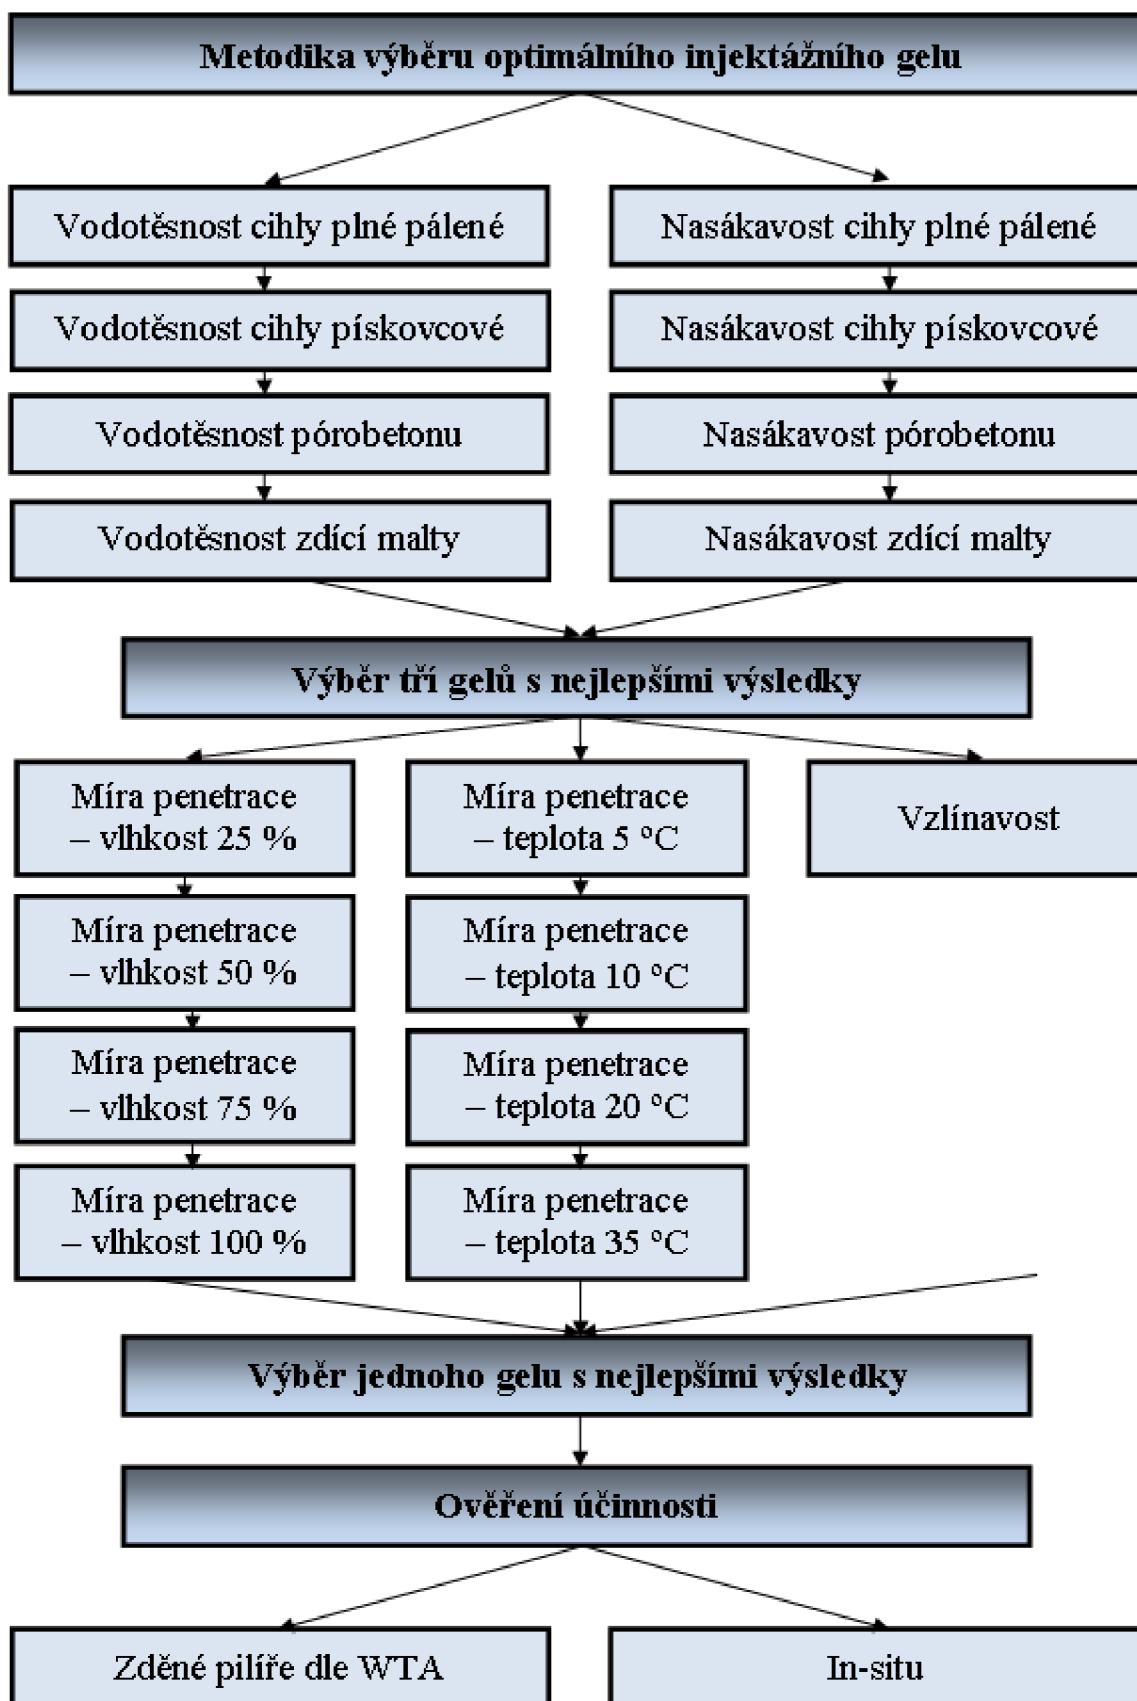 Metodika výběru optimálního injektážního gelu
Vodotěsnost cihly plné pálené
Nasákavost cihly plné pálené
Vodotěsnost cihly pískovcové
Nasákavost cihly pískovcové
Vodotěsnost pórobetonu
Nasákavost pórobetonu
Vodotěsnost zdící malty
Nasákavost zdící malty
Výběr tří gelů s nejlepšími výsledky
Míra penetrace
– vlhkost 25 %
Míra penetrace
– teplota 5 ºC
Vzlínavost
Míra penetrace
– vlhkost 50 %
Míra penetrace
– teplota 10 ºC
Míra penetrace
– vlhkost 75 %
Míra penetrace
– teplota 20 ºC
Míra penetrace
– vlhkost 100 %
Míra penetrace
– teplota 35 ºC
Výběr jednoho gelu s nejlepšími výsledky
Ověření účinnosti
Zděné pilíře dle WTA
In-situ